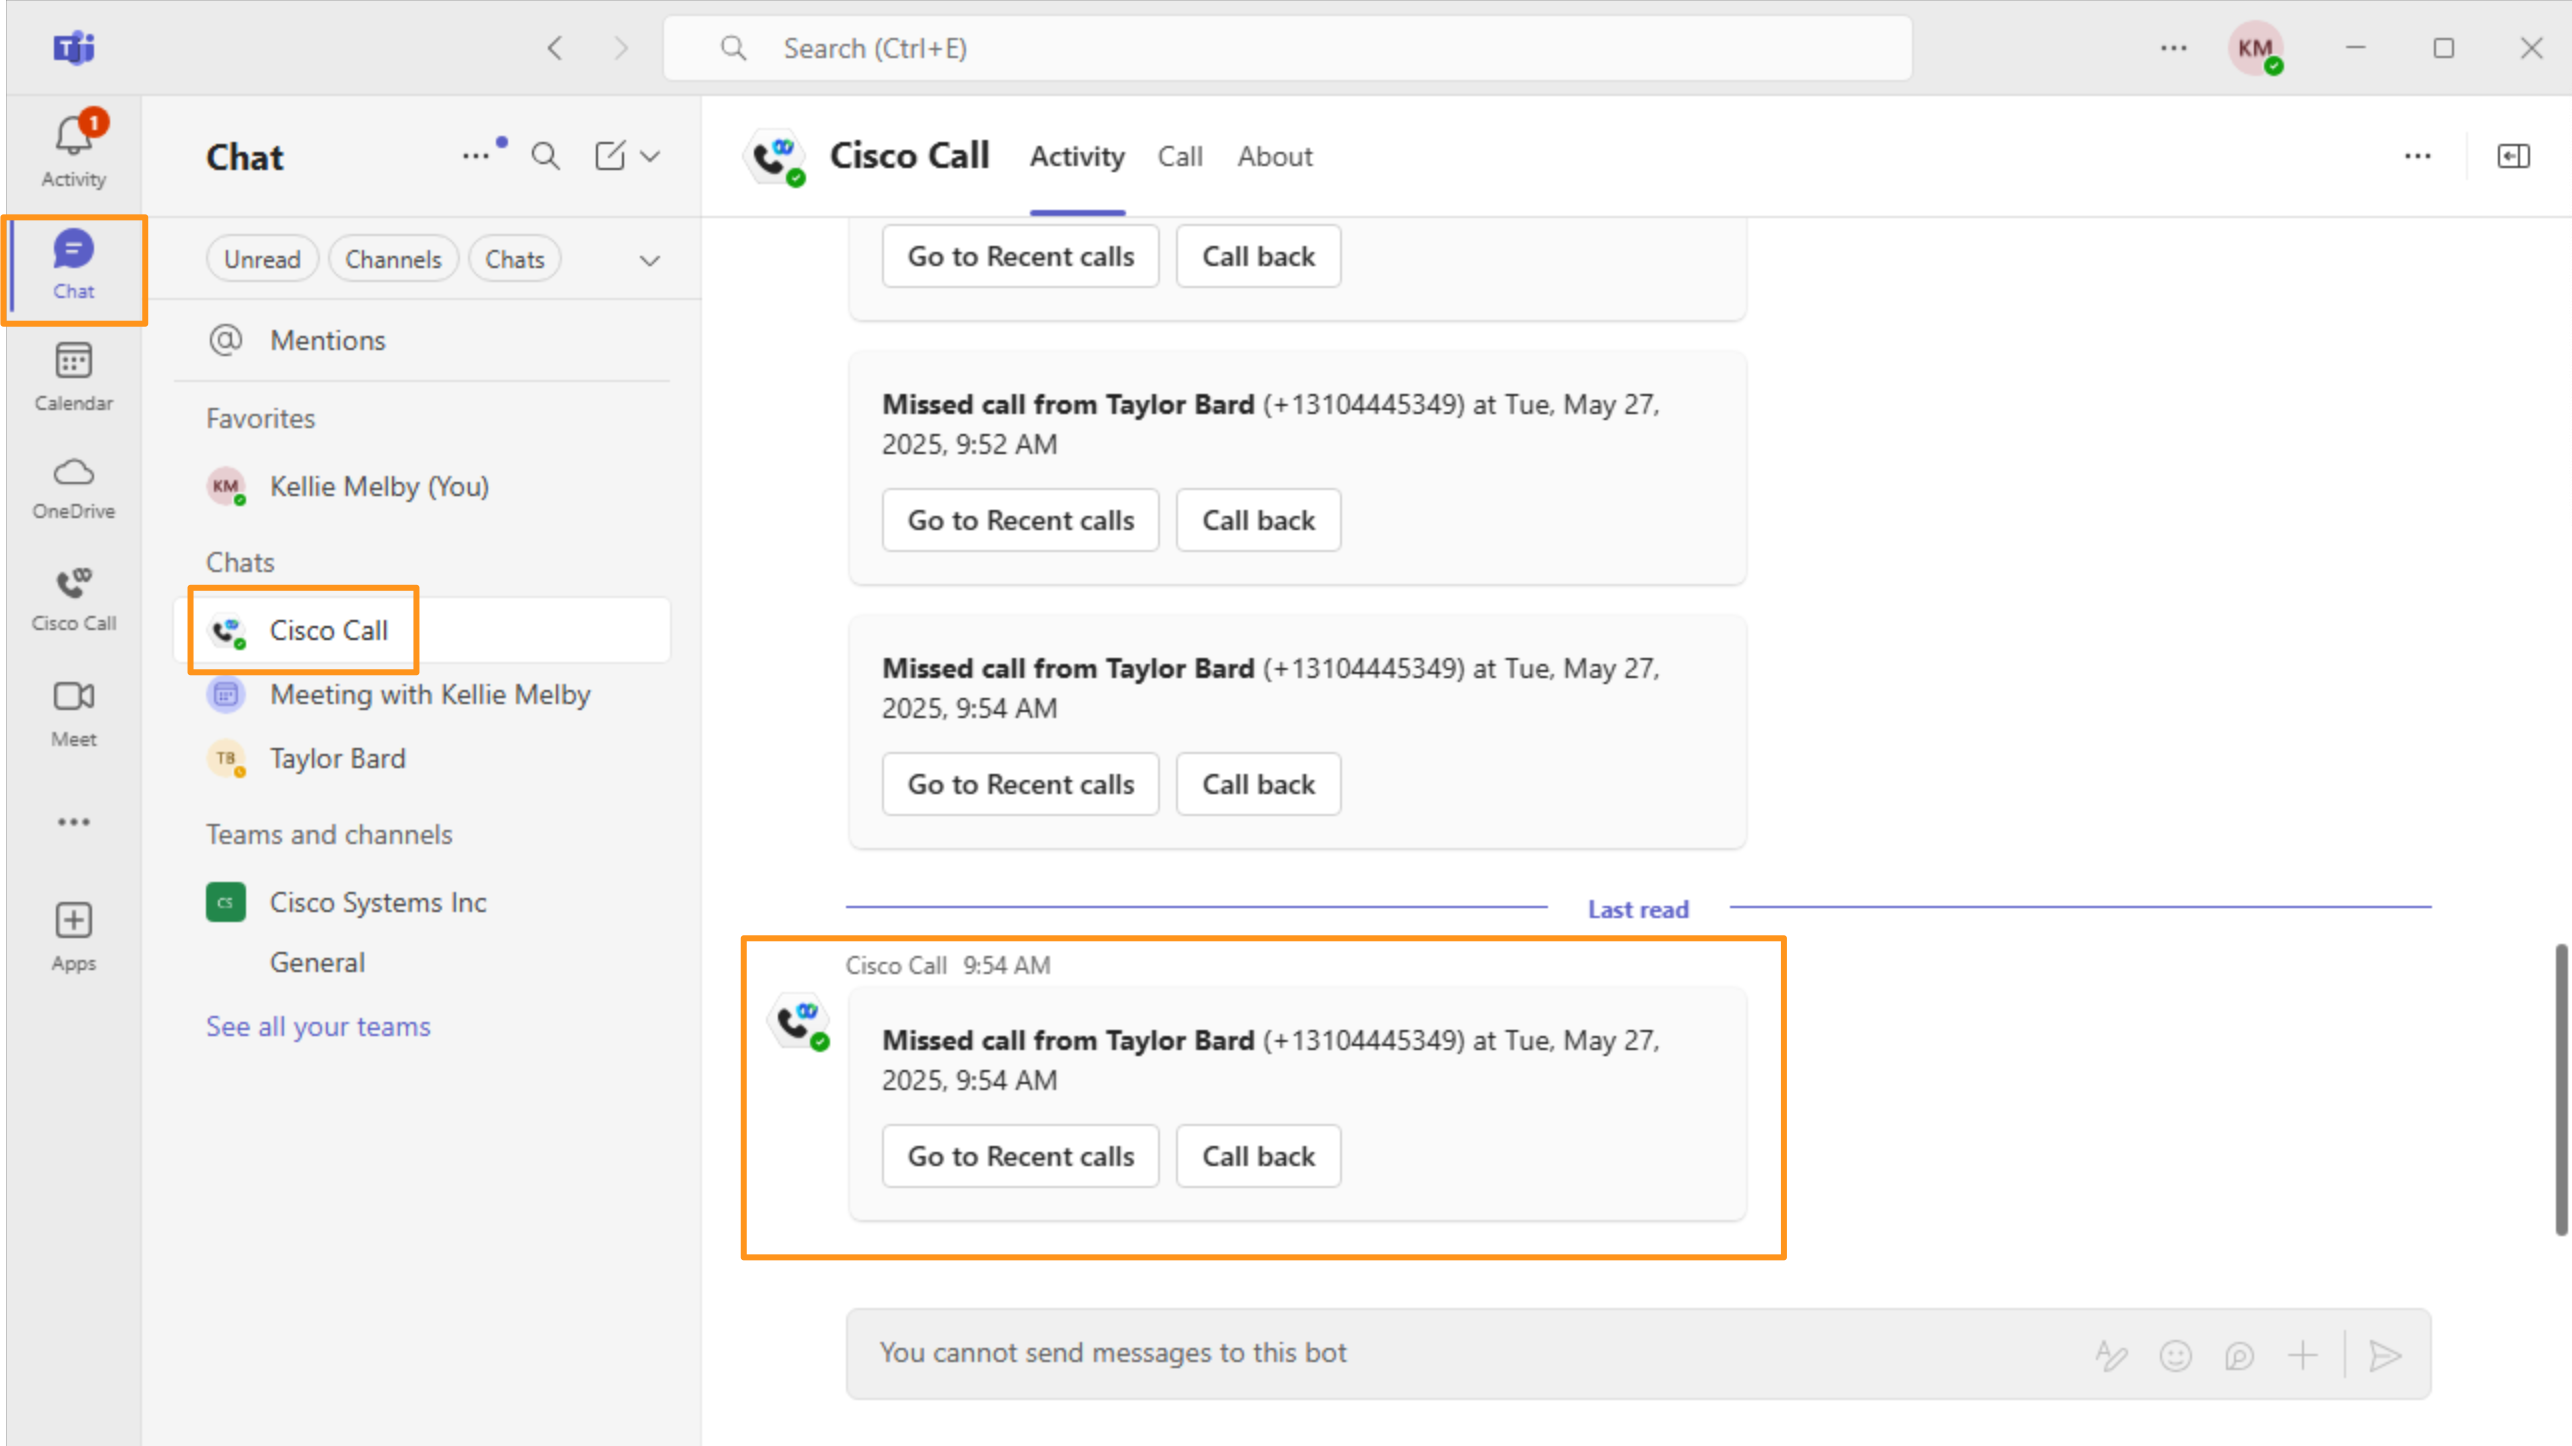 Search (Ctrl+E)
KM
1
Activity
Chat
Calendar
OneDrive
Cisco Call
Meet
Apps
Chat
Unread
Channels
Chats
@ Mentions
Favorites
KM Kellie Melby (You)
Chats
Cisco Call
Meeting with Kellie Melby
TB Taylor Bard
Teams and channels
CS Cisco Systems Inc
General
See all your teams
Cisco Call Activity Call About
Go to Recent calls Call back
Missed call from Taylor Bard (+13104445349) at Tue, May 27,
2025, 9:52 AM
Go to Recent calls Call back
Missed call from Taylor Bard (+13104445349) at Tue, May 27,
2025, 9:54 AM
Go to Recent calls Call back
Last read
Cisco Call 9:54 AM
Missed call from Taylor Bard (+13104445349) at Tue, May 27,
2025, 9:54 AM
Go to Recent calls Call back
You cannot send messages to this bot